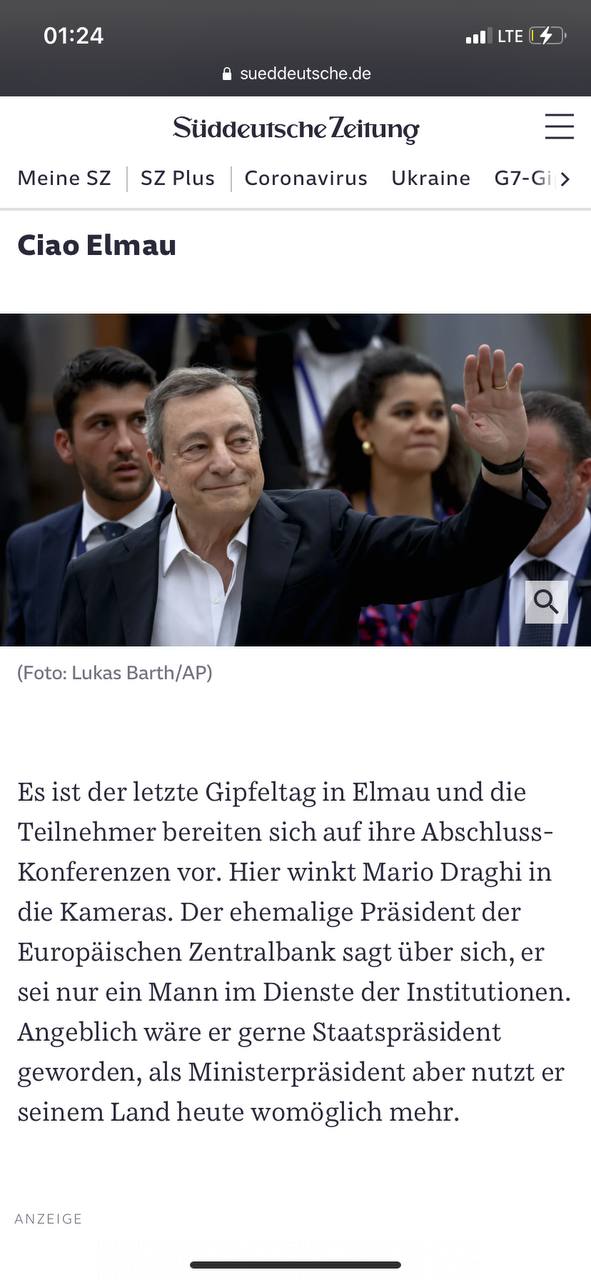 01:24
LTE
sueddeutsche.de
Süddeutsche Zeitung
Meine SZ
SZ Plus
Coronavirus
Ukraine
G7-Gi
Ciao Elmau
(Foto: Lukas Barth/AP)
Es ist der letzte Gipfeltag in Elmau und die
Teilnehmer bereiten sich auf ihre Abschluss-
Konferenzen vor. Hier winkt Mario Draghi in
die Kameras. Der ehemalige Präsident der
Europäischen Zentralbank sagt über sich, er
sei nur ein Mann im Dienste der Institutionen.
Angeblich wäre er gerne Staatspräsident
geworden, als Ministerpräsident aber nutzt er
seinem Land heute womöglich mehr.
ANZEIGE